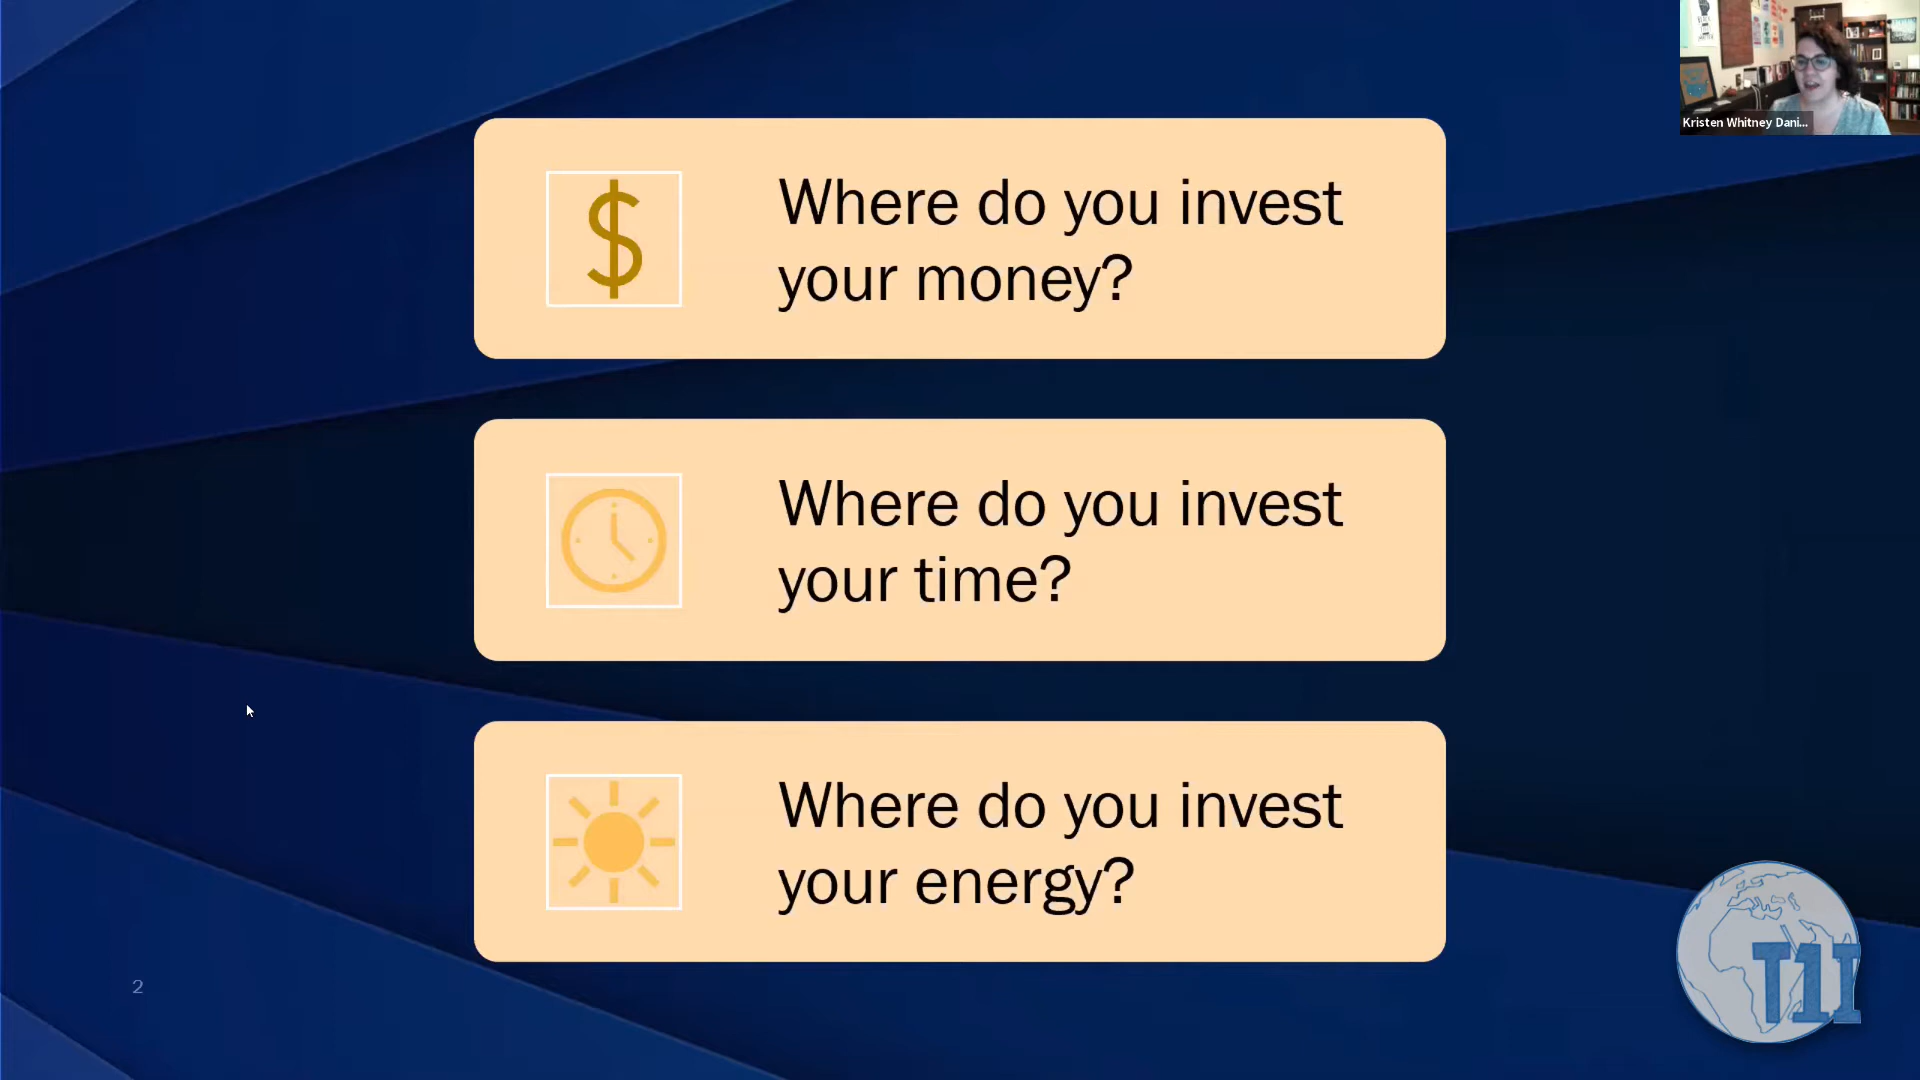 Kristen Whitney Dani...
$
Where do you invest
your money?
Where do you invest
your time?
Where do you invest
your energy?
2
T1I